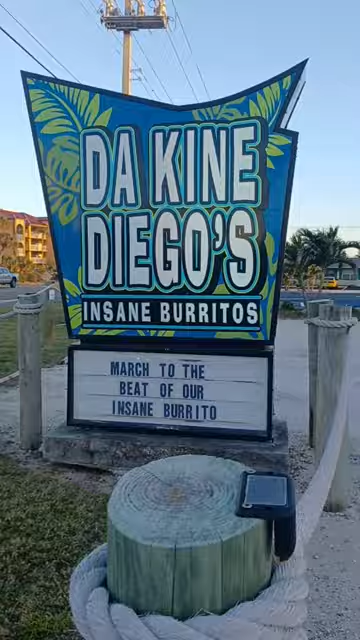 DA KINE
DIEGO'S
INSANE BURRITOS
MARCH TO THE
BEAT OF OUR
INSANE BURRITO